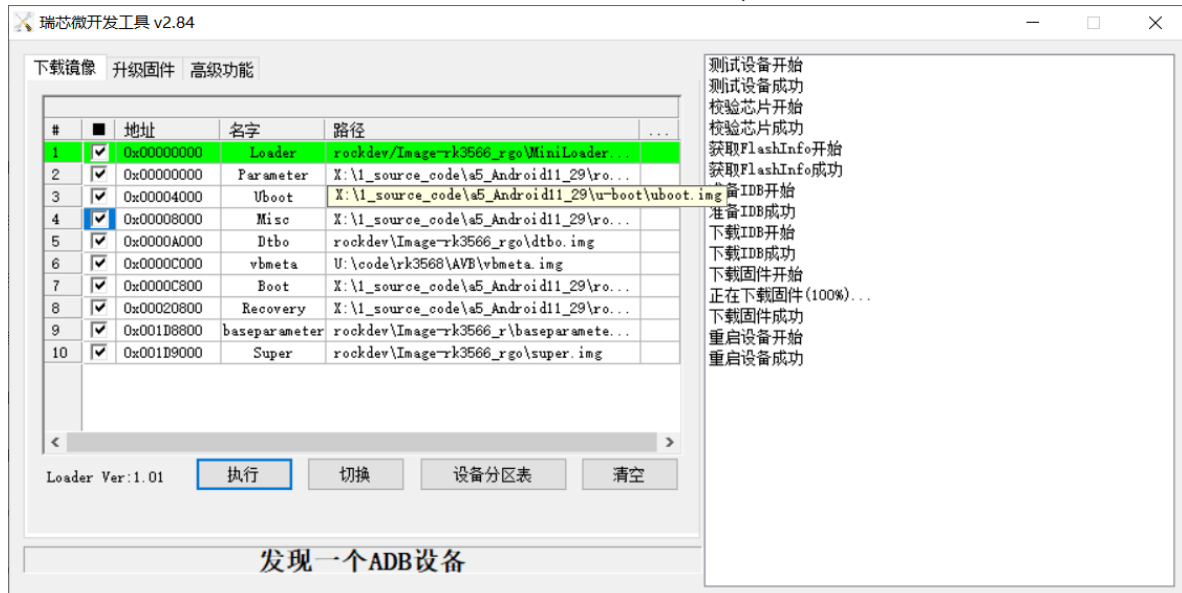 瑞芯微开发工具 v2.84
下载镜像 升级固件 高级功能
# 地址 名字 路径 ...
1 0x00000000 Loader rockdev/Image-rk3566_rgo\MiniLoader...
2 0x00000000 Parameter X:\1_source_code\a5_Android11_29\ro...
3 0x00004000 Uboot X:\1_source_code\a5_Android11_29\u-boot\uboot.img
4 0x00008000 Misc X:\1_source_code\a5_Android11_29\ro...
5 0x0000A000 Dtbo rockdev\Image-rk3566_rgo\dtbo.img
6 0x0000C000 vbmeta U:\code\rk3568\AVB\vbmeta.img
7 0x0000C800 Boot X:\1_source_code\a5_Android11_29\ro...
8 0x00020800 Recovery X:\1_source_code\a5_Android11_29\ro...
9 0x001D8800 baseparameter rockdev\Image-rk3566_r\baseparamete...
10 0x001D9000 Super rockdev\Image-rk3566_rgo\super.img
Loader Ver:1.01 执行 切换 设备分区表 清空
发现一个ADB设备
测试设备开始
测试设备成功
校验芯片开始
校验芯片成功
获取FlashInfo开始
获取FlashInfo成功
备IDB开始
准备IDB成功
下载IDB开始
下载IDB成功
下载固件开始
正在下载固件(100%)...
下载固件成功
重启设备开始
重启设备成功